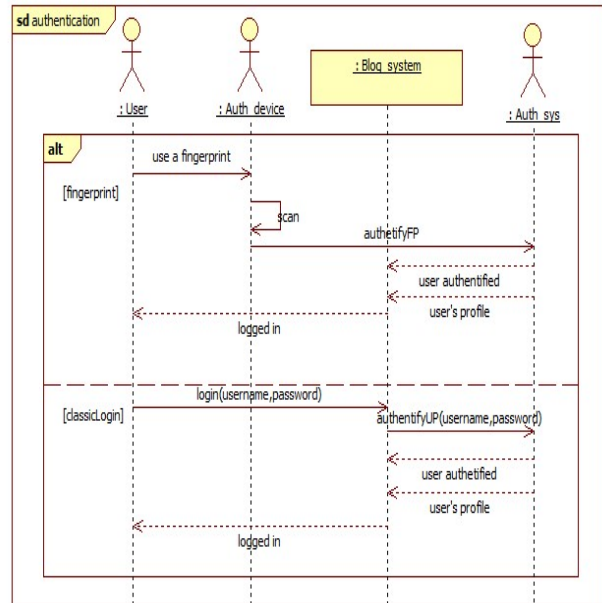 sd authentication
: User
: Auth_device
: Blog_system
: Auth_sys
alt
[fingerprint]
use a fingerprint
scan
authetifyFP
user authentified
user's profile
logged in
[classicLogin]
login(username,password)
authentifyUP(username,password)
user authetified
user's profile
logged in